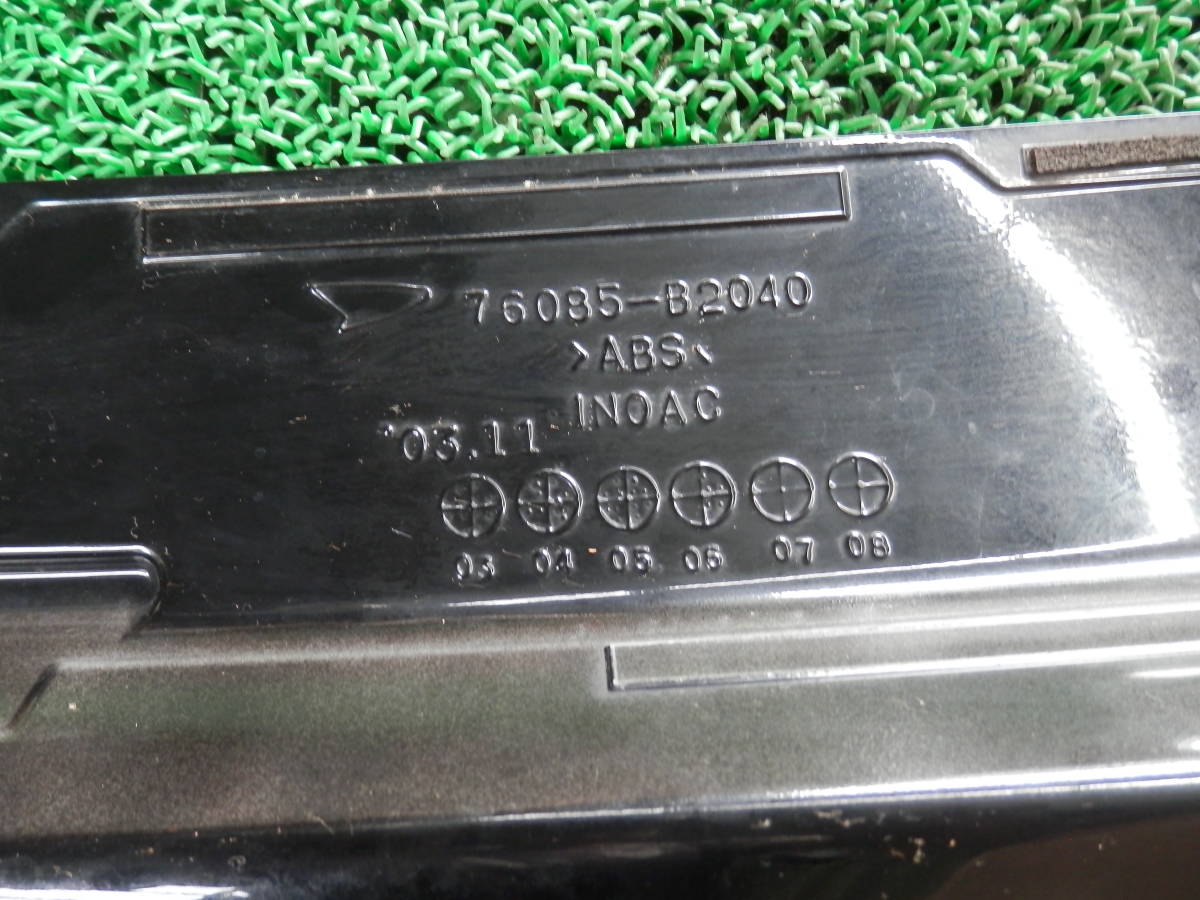 76085-B2040
>ABS<
INOAC
'03.11
03 04 05 06 07 08